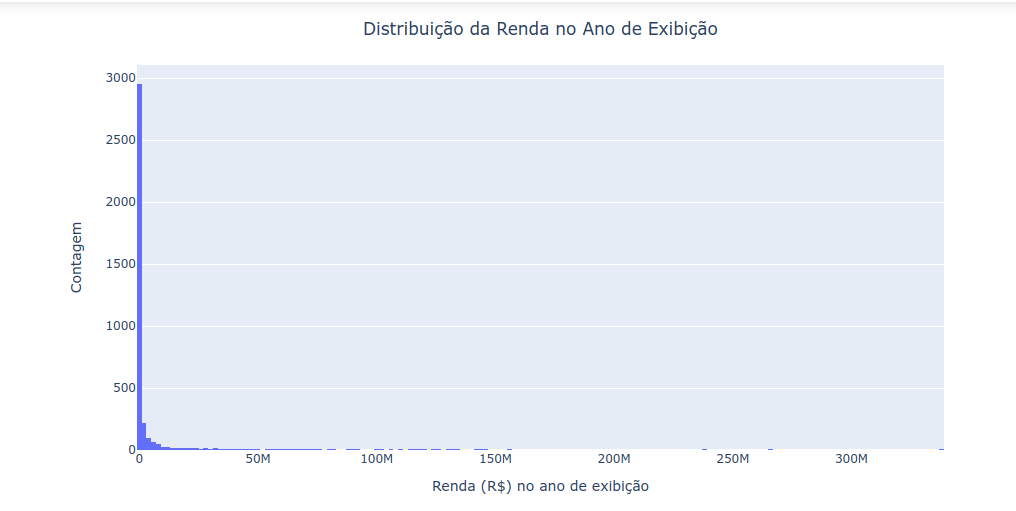 Distribuição da Renda no Ano de Exibição
3000
2500
2000
1500
1000
500
0
Contagem
0 50M 100M 150M 200M 250M 300M
Renda (R$) no ano de exibição